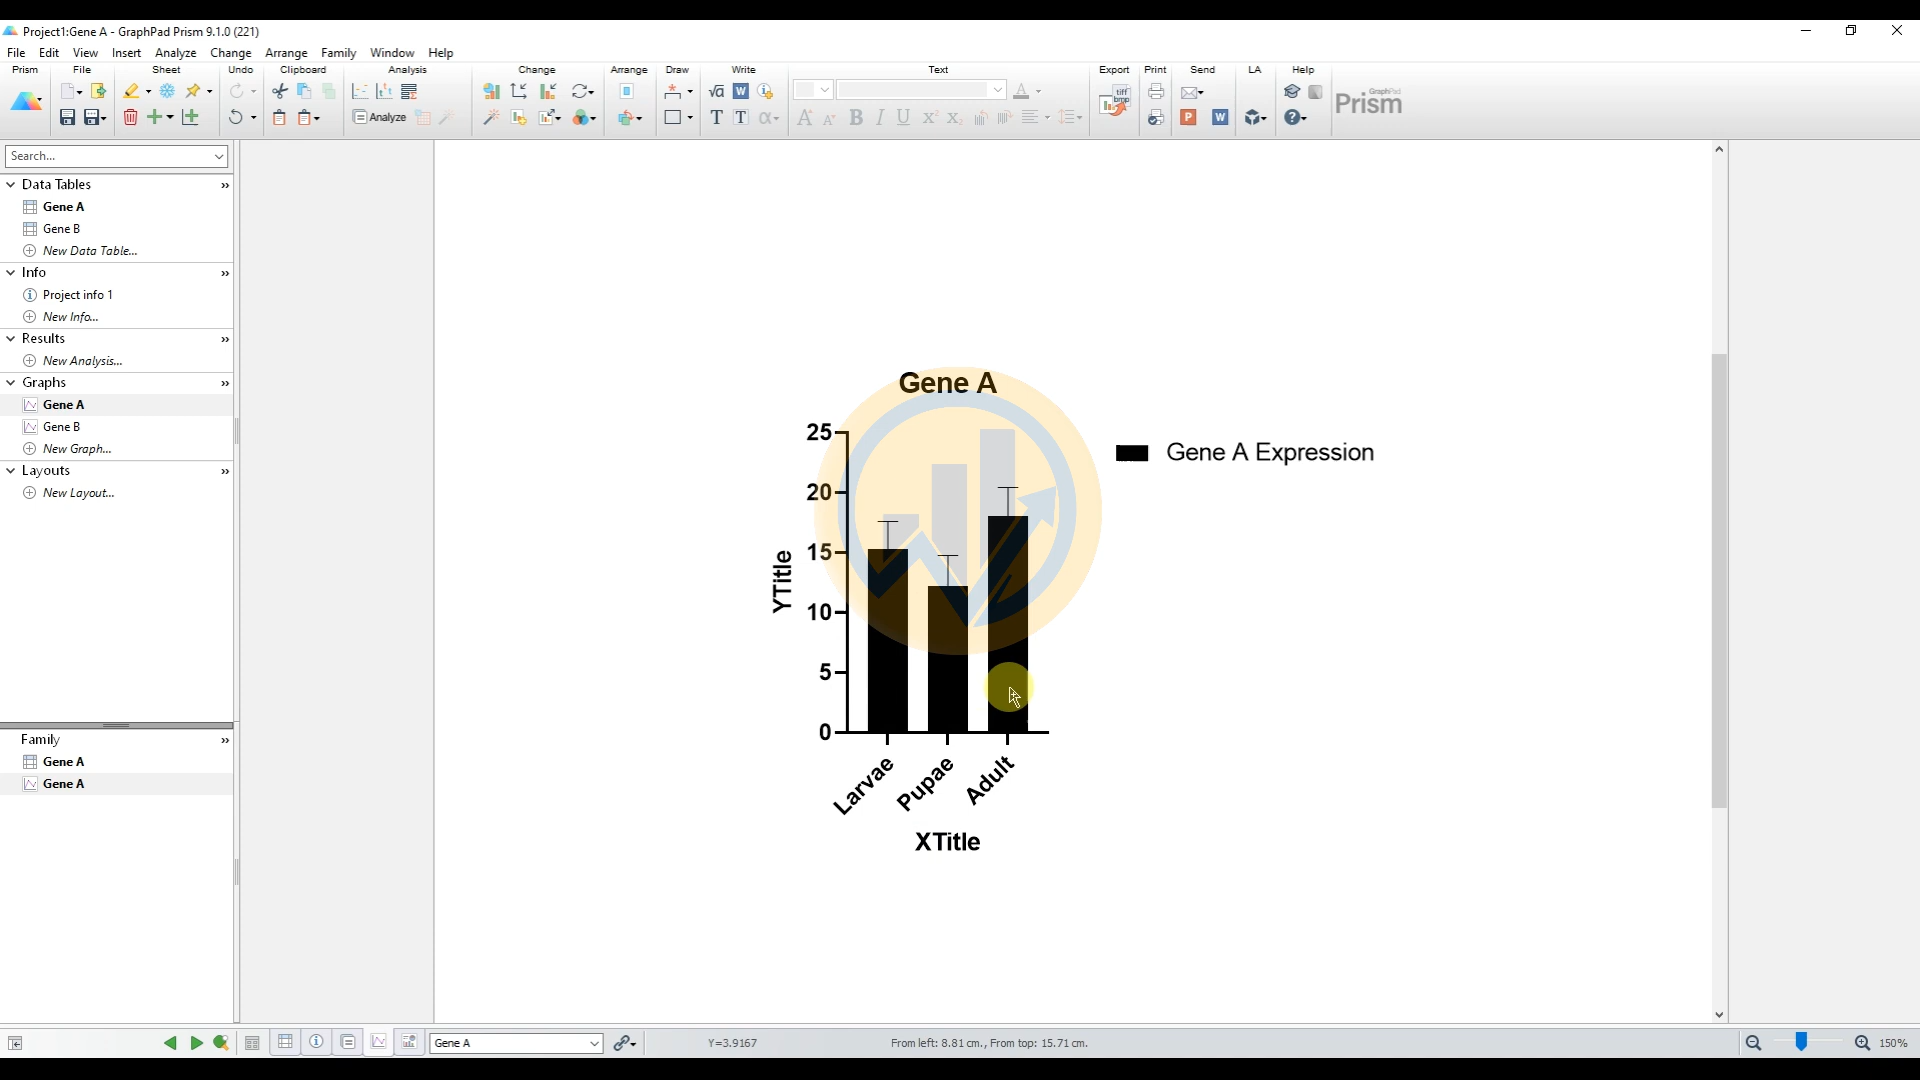 Project1:Gene A - GraphPad Prism 9.1.0 (221)
File Edit View Insert Analyze Change Arrange Family Window Help
Prism File Sheet Undo Clipboard Analysis Change Arrange Draw Write Text Export Print Send LA Help
Analyze
tiff
bmp
GraphPad
Prism
Search...
Data Tables
Gene A
Gene B
New Data Table...
Info
Project info 1
New Info...
Results
New Analysis...
Graphs
Gene A
Gene B
New Graph...
Layouts
New Layout...
Family
Gene A
Gene A
Gene A
25
20
15
10
5
0
YTitle
Larvae
Pupae
Adult
XTitle
Gene A Expression
Gene A
Y=3.9167
From left: 8.81 cm., From top: 15.71 cm.
150%